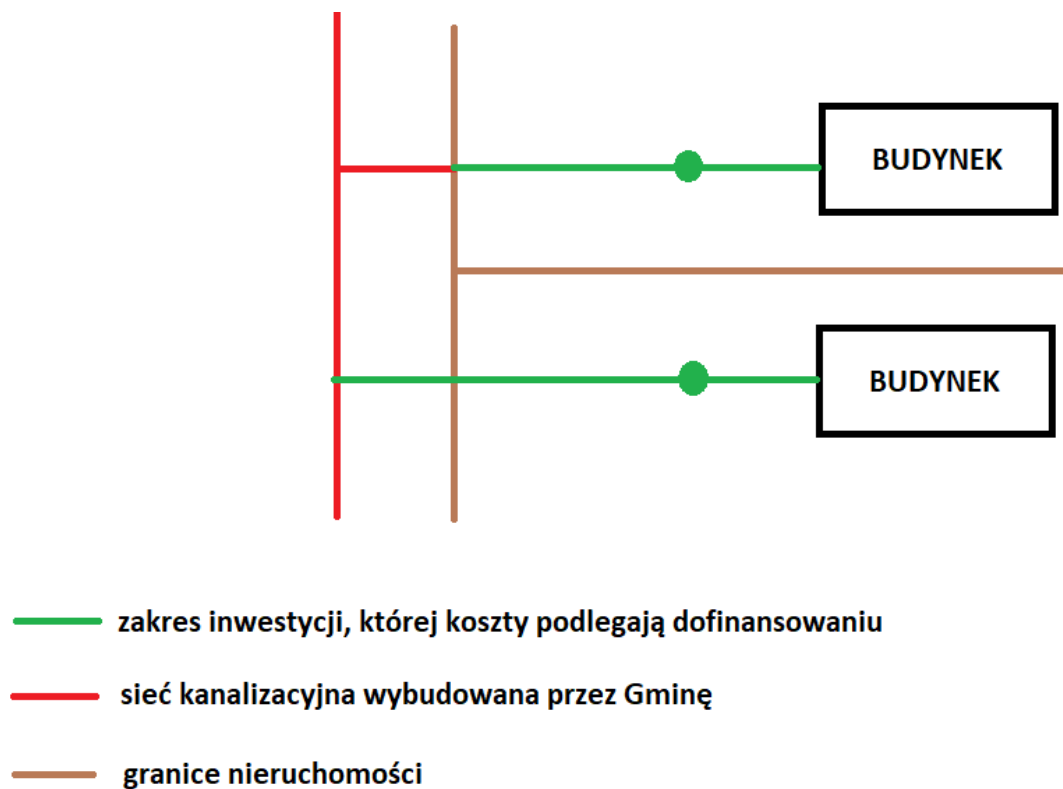 BUDYNEK
BUDYNEK
zakres inwestycji, której koszty podlegają dofinansowaniu
sieć kanalizacyjna wybudowana przez Gminę
granice nieruchomości